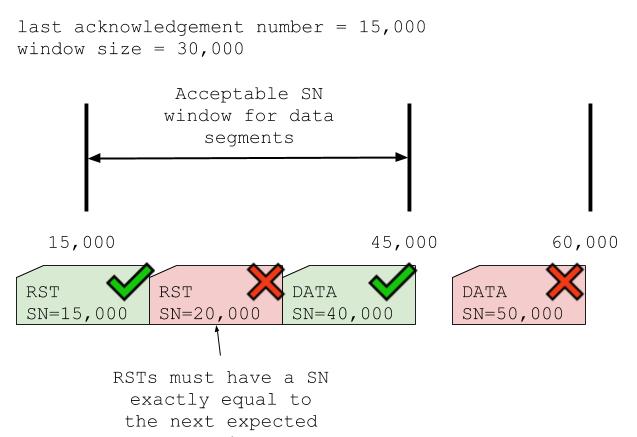 last acknowledgement number = 15,000
window size = 30,000
Acceptable SN
window for data
segments
15,000
45,000
60,000
RST
SN=15,000
RST
SN=20,000
DATA
SN=40,000
DATA
SN=50,000
RSTs must have a SN
exactly equal to
the next expected